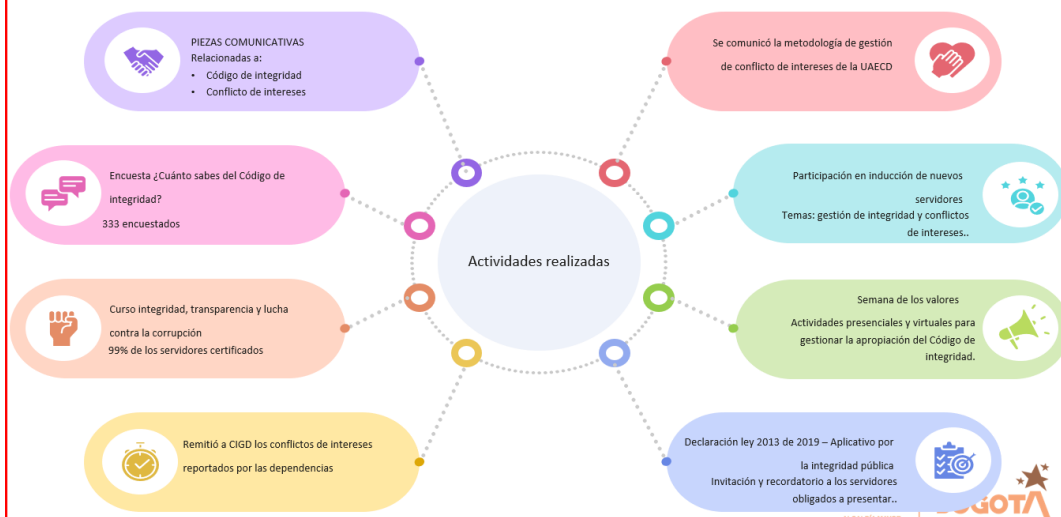 PIEZAS COMUNICATIVAS
Relacionadas a:
• Código de integridad
• Conflicto de intereses
Se comunicó la metodología de gestión
de conflicto de intereses de la UAECD
Encuesta ¿Cuánto sabes del Código de
integridad?
333 encuestados
Participación en inducción de nuevos
servidores
Temas: gestión de integridad y conflictos
de intereses..
Actividades realizadas
Curso integridad, transparencia y lucha
contra la corrupción
99% de los servidores certificados
Semana de los valores
Actividades presenciales y virtuales para
gestionar la apropiación del Código de
integridad.
Remitió a CIGD los conflictos de intereses
reportados por las dependencias
Declaración ley 2013 de 2019 – Aplicativo por
la integridad pública
Invitación y recordatorio a los servidores
obligados a presentar..
BOGOTÁ